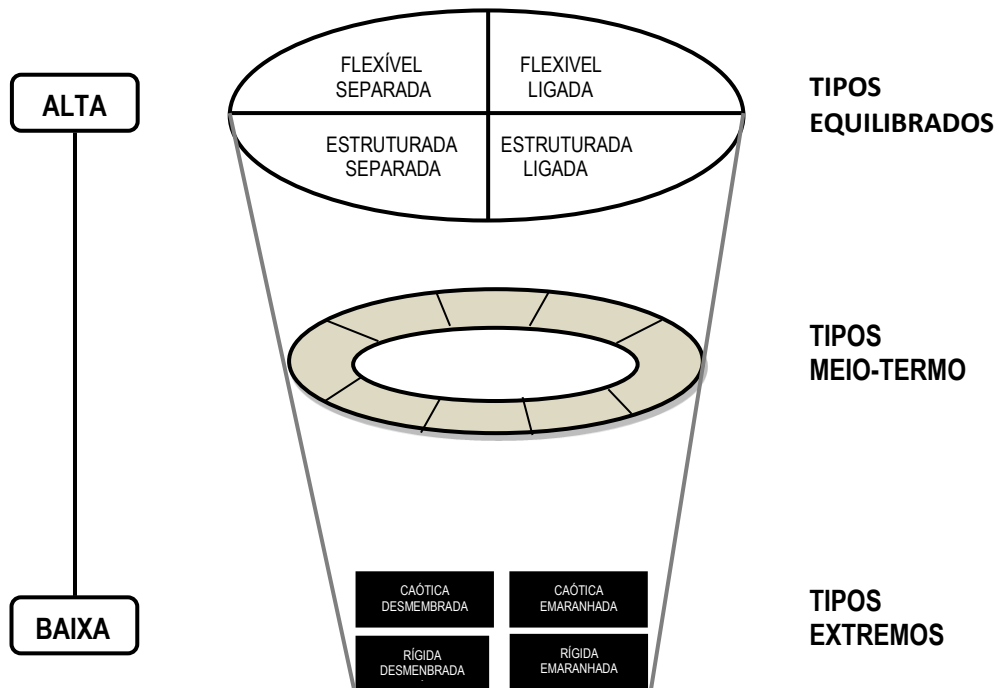 FLEXÍVEL
SEPARADA
FLEXIVEL
LIGADA
ALTA
TIPOS
EQUILIBRADOS
ESTRUTURADA
SEPARADA
ESTRUTURADA
LIGADA
TIPOS
MEIO-TERMO
CAÓTICA
DESMEMBRADA
CAÓTICA
EMARANHADA
BAIXA
TIPOS
EXTREMOS
RÍGIDA
DESMENBRADA
RÍGIDA
EMARANHADA